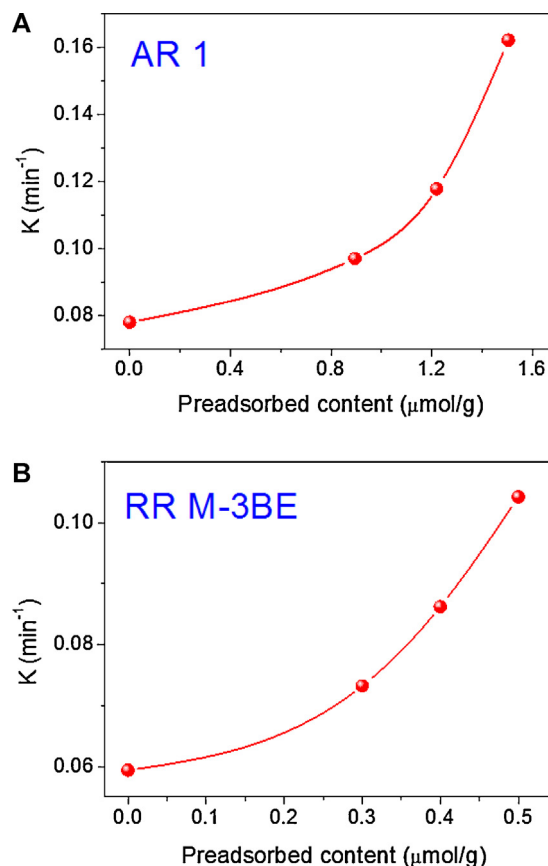 A
AR 1
K (min⁻¹)
0.16
0.14
0.12
0.10
0.08
0.0 0.4 0.8 1.2 1.6
Preadsorbed content (μmol/g)
B
RR M-3BE
K (min⁻¹)
0.10
0.08
0.06
0.0 0.1 0.2 0.3 0.4 0.5
Preadsorbed content (μmol/g)